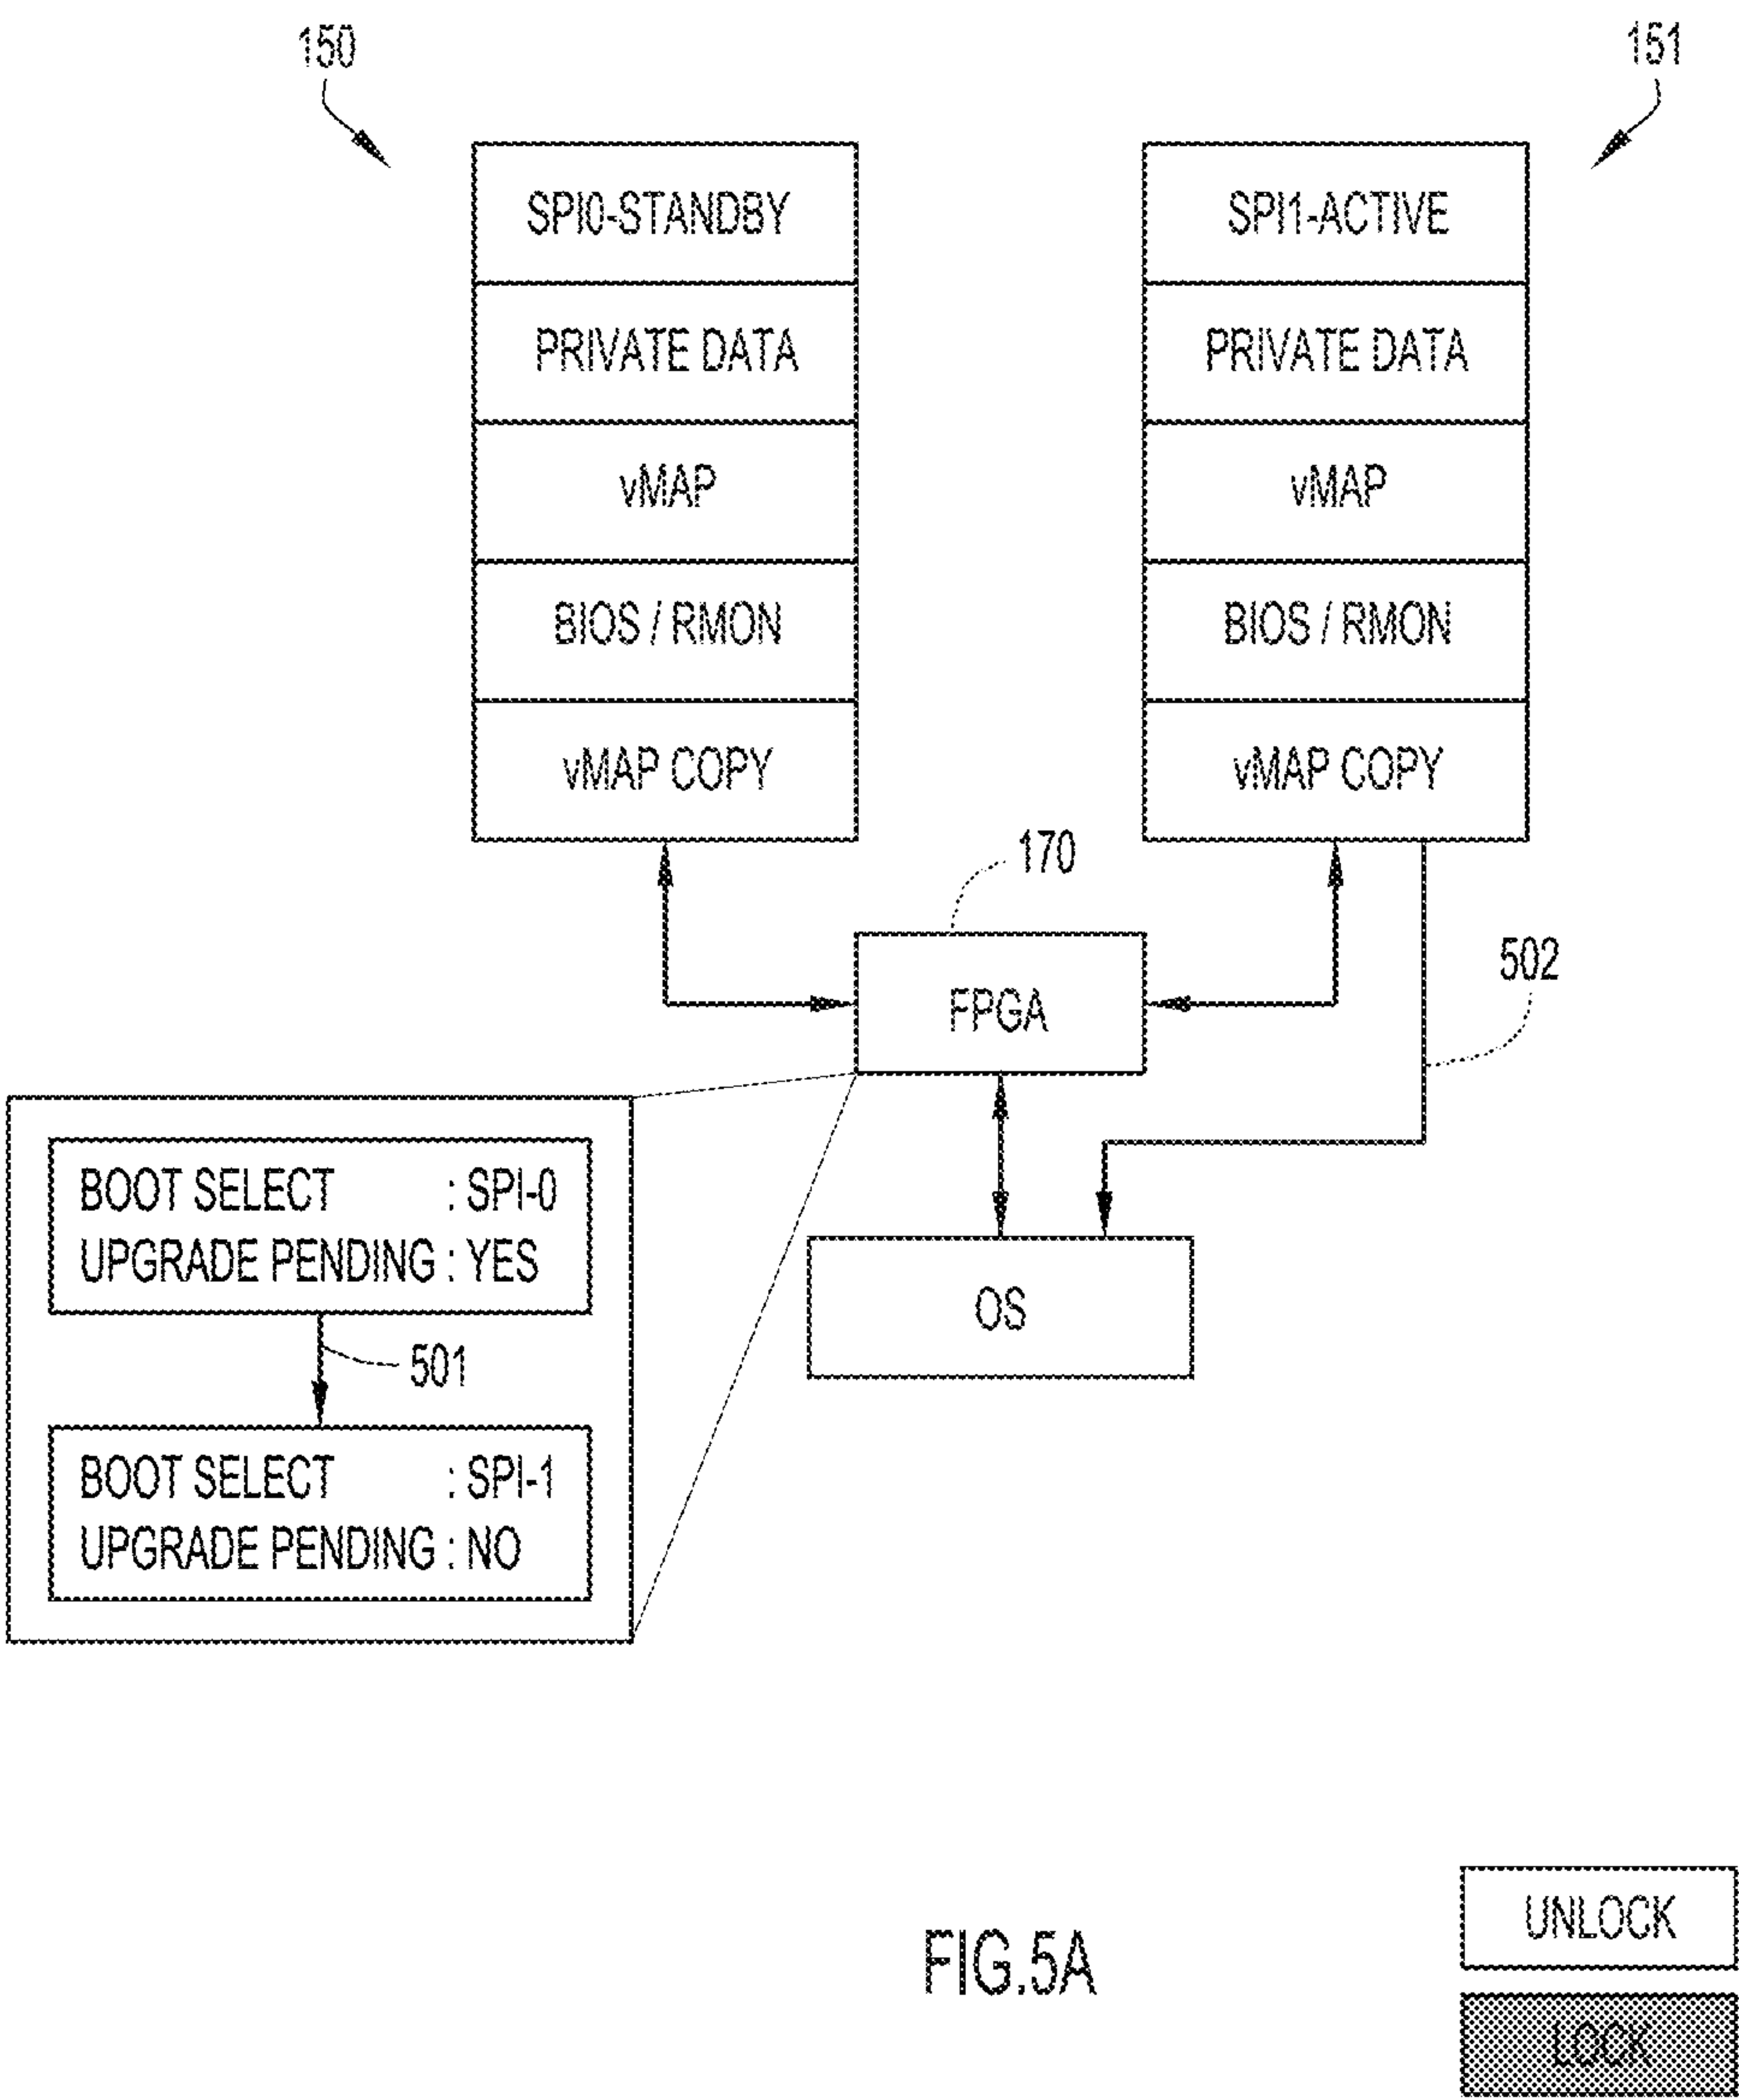 150
151
SPI0-STANDBY
PRIVATE DATA
vMAP
BIOS / RMON
vMAP COPY
SPI1-ACTIVE
PRIVATE DATA
vMAP
BIOS / RMON
vMAP COPY
170
FPGA
502
BOOT SELECT : SPI-0
UPGRADE PENDING : YES
501
BOOT SELECT : SPI-1
UPGRADE PENDING : NO
OS
FIG.5A
UNLOCK
LOCK